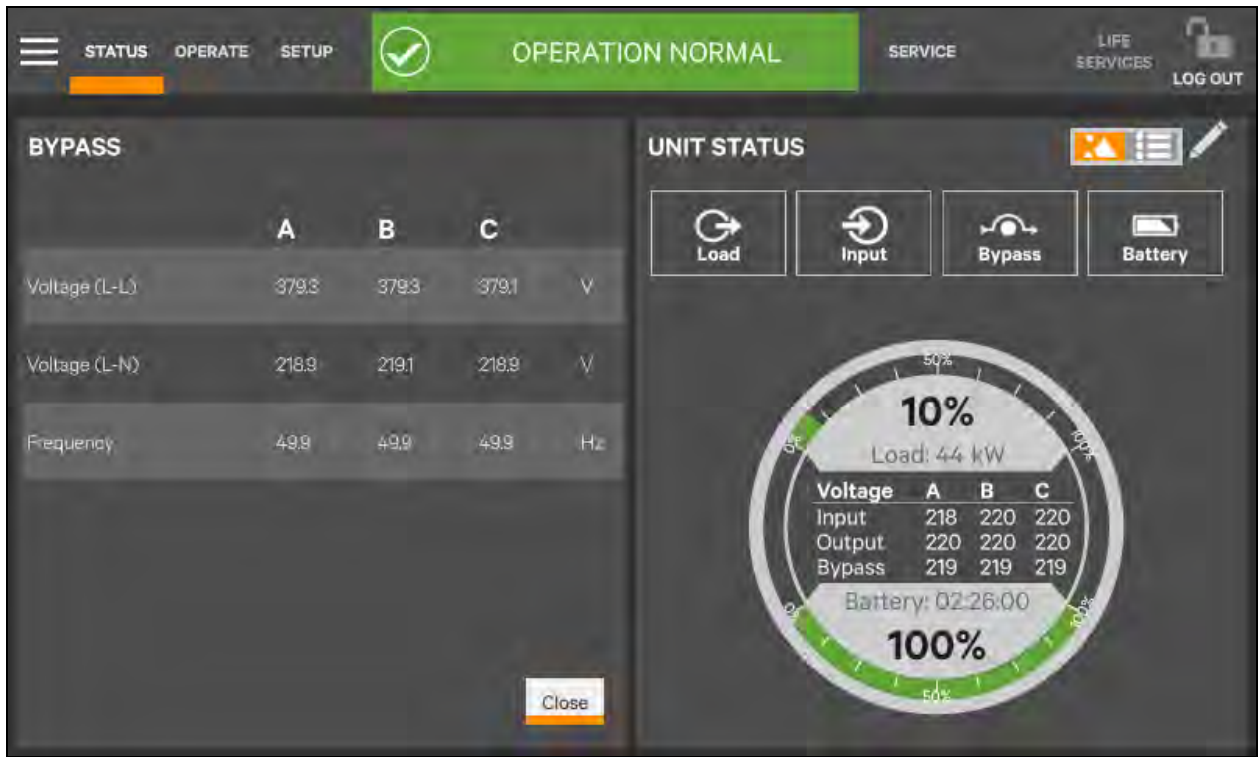 STATUS OPERATE SETUP OPERATION NORMAL SERVICE LIFE SERVICES LOG OUT
BYPASS
A B C
Voltage (L-L) 379.3 379.3 379.1 V
Voltage (L-N) 218.9 219.1 218.9 V
Frequency 49.9 49.9 49.9 Hz
Close
UNIT STATUS
Load Input Bypass Battery
50%
0% 100%
10%
Load: 44 kW
Voltage A B C
Input 218 220 220
Output 220 220 220
Bypass 219 219 219
Battery: 02:26:00
0% 100%
100%
50%